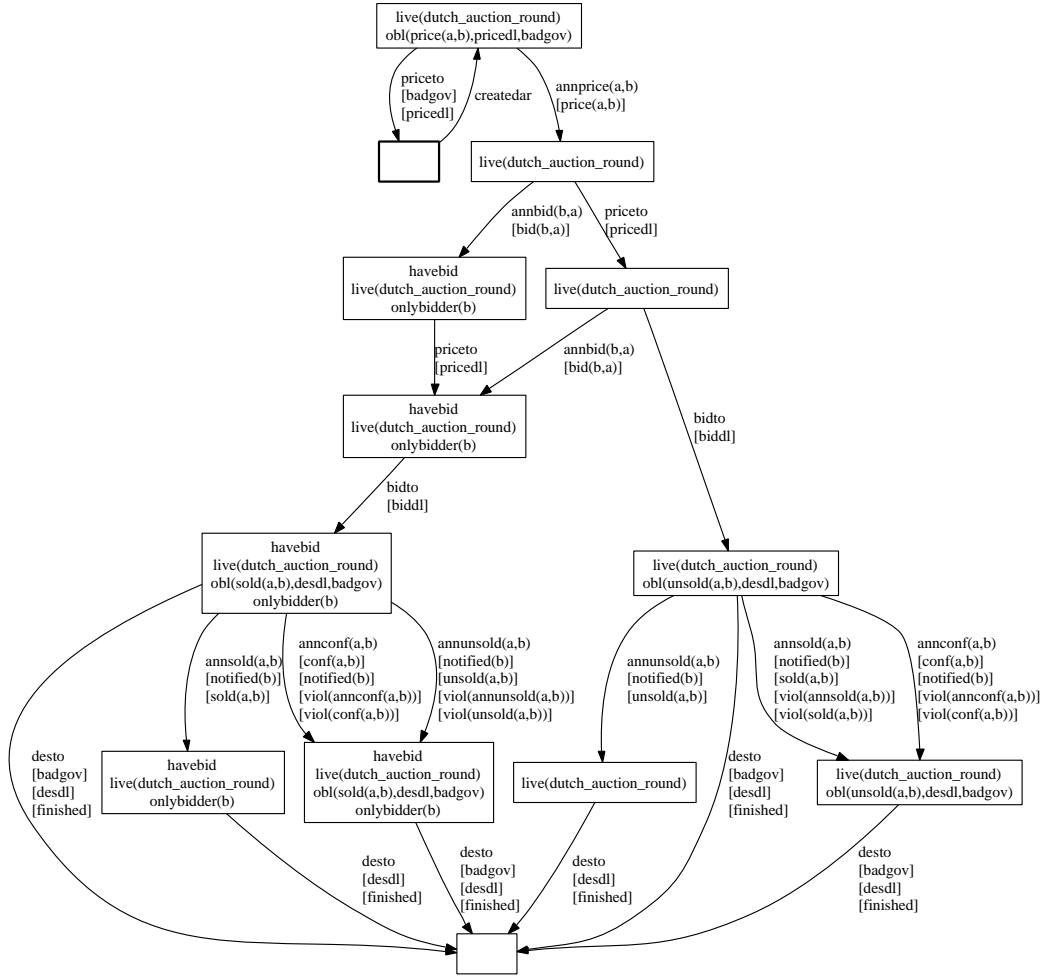 live(dutch_auction_round)
obl(price(a,b),pricedl,badgov)
priceto
[badgov]
[pricedl]
createdar
annprice(a,b)
[price(a,b)]
live(dutch_auction_round)
annbid(b,a)
[bid(b,a)]
priceto
[pricedl]
havebid
live(dutch_auction_round)
onlybidder(b)
live(dutch_auction_round)
priceto
[pricedl]
annbid(b,a)
[bid(b,a)]
havebid
live(dutch_auction_round)
onlybidder(b)
bidto
[biddl]
bidto
[biddl]
havebid
live(dutch_auction_round)
obl(sold(a,b),desdl,badgov)
onlybidder(b)
live(dutch_auction_round)
obl(unsold(a,b),desdl,badgov)
annsold(a,b)
[notified(b)]
[sold(a,b)]
annconf(a,b)
[conf(a,b)]
[notified(b)]
[viol(annconf(a,b))]
[viol(conf(a,b))]
annunsold(a,b)
[notified(b)]
[unsold(a,b)]
[viol(annunsold(a,b))]
[viol(unsold(a,b))]
annunsold(a,b)
[notified(b)]
[unsold(a,b)]
annsold(a,b)
[notified(b)]
[sold(a,b)]
[viol(annsold(a,b))]
[viol(sold(a,b))]
annconf(a,b)
[conf(a,b)]
[notified(b)]
[viol(annconf(a,b))]
[viol(conf(a,b))]
desto
[badgov]
[desdl]
[finished]
havebid
live(dutch_auction_round)
onlybidder(b)
havebid
live(dutch_auction_round)
obl(sold(a,b),desdl,badgov)
onlybidder(b)
live(dutch_auction_round)
desto
[badgov]
[desdl]
[finished]
live(dutch_auction_round)
obl(unsold(a,b),desdl,badgov)
desto
[desdl]
[finished]
desto
[badgov]
[desdl]
[finished]
desto
[desdl]
[finished]
desto
[badgov]
[desdl]
[finished]